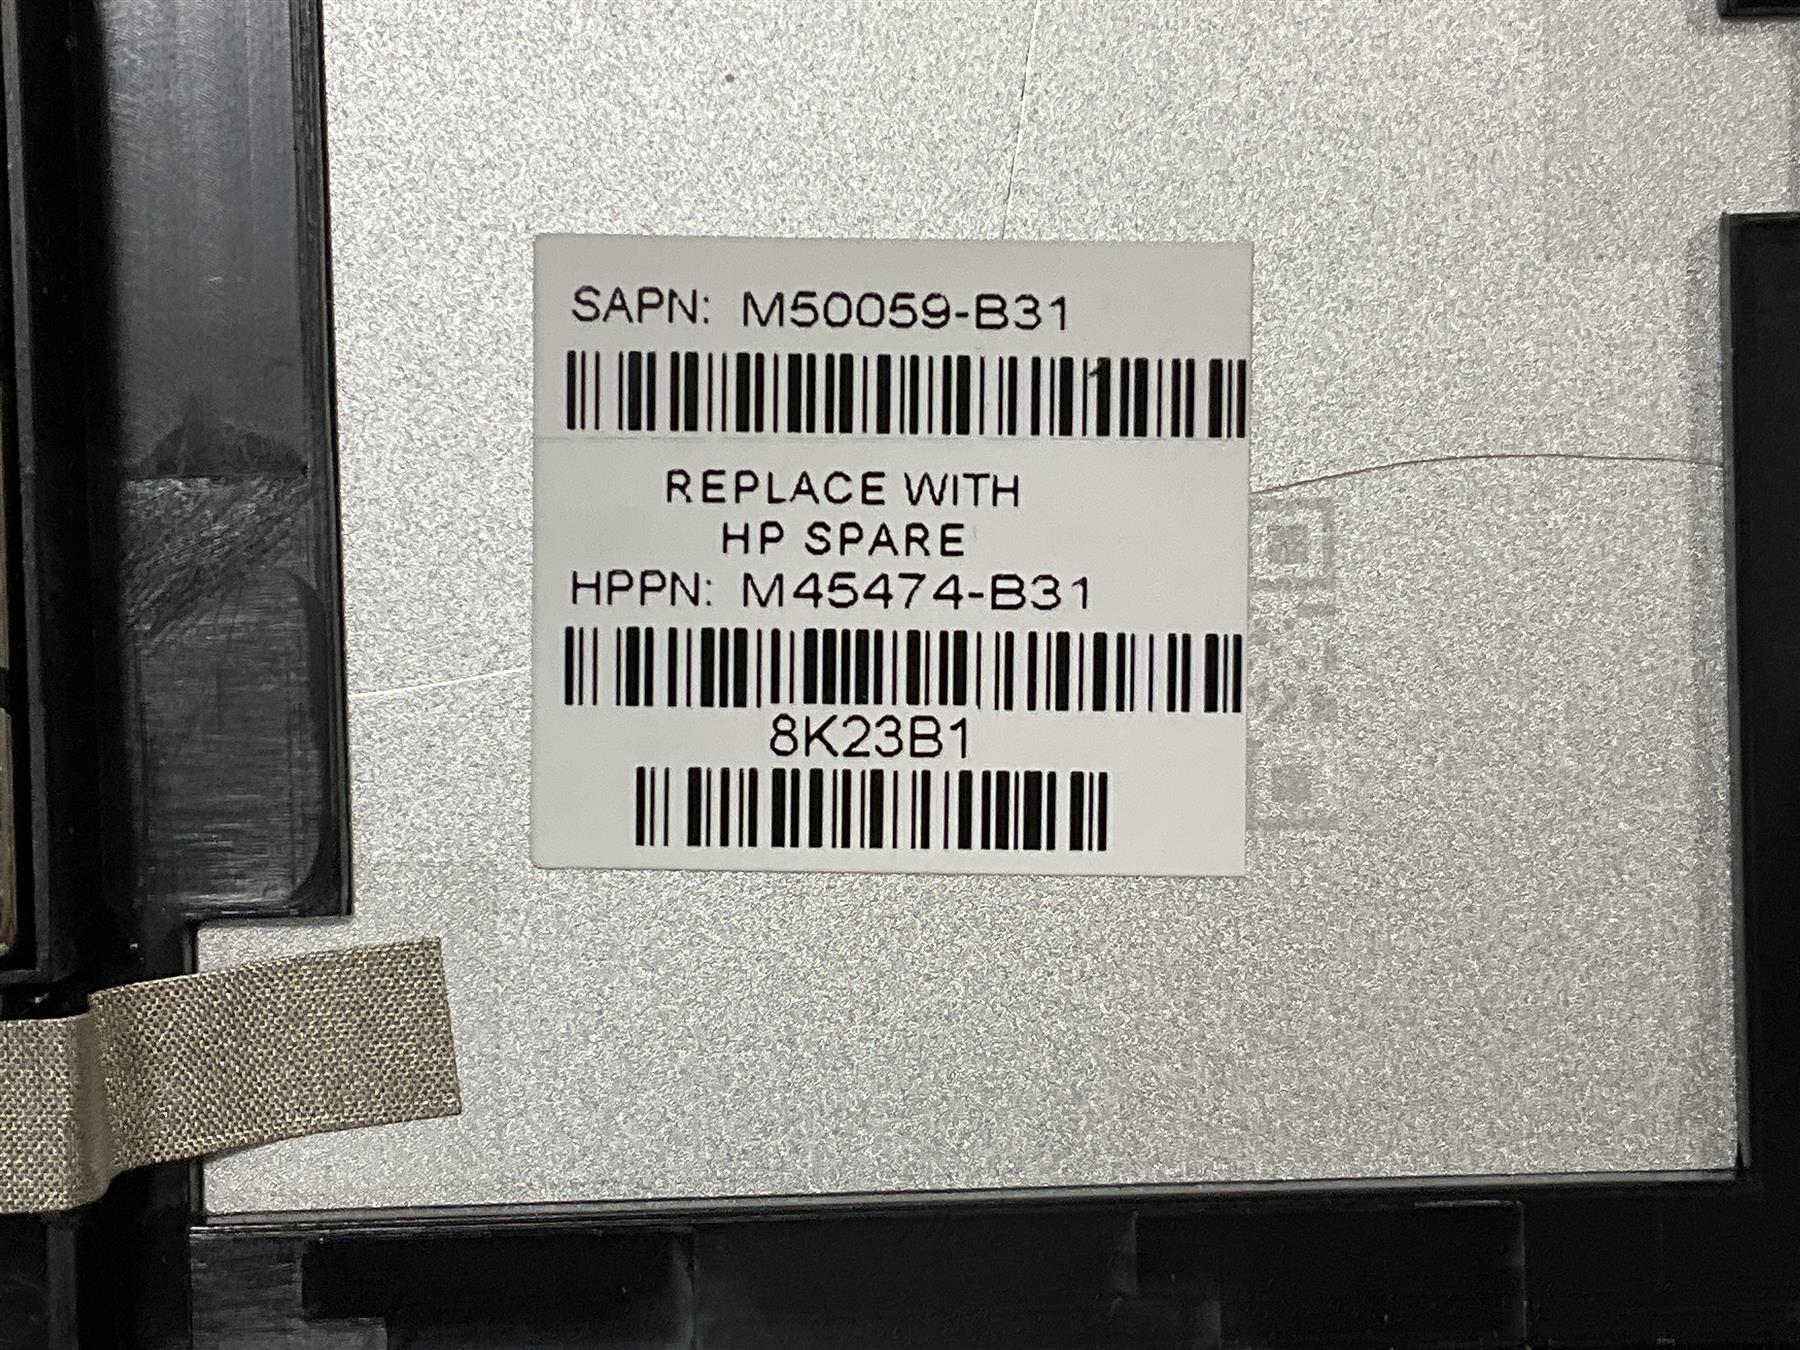 SAPN: M50059-B31
REPLACE WITH
HP SPARE
HPPN: M45474-B31
8K23B1